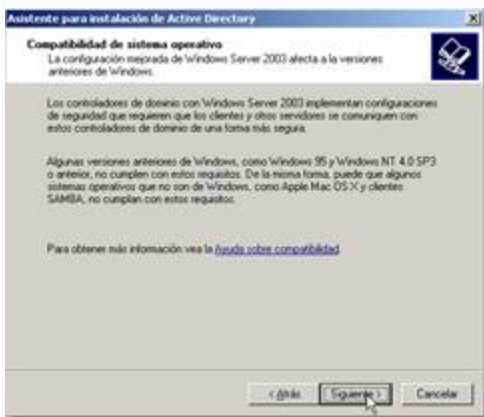 Asistente para instalación de Active Directory
Compatibilidad de sistema operativo
La configuración mejorada de Windows Server 2003 afecta a la versiones
anteriores de Windows.
Los controladores de dominio con Windows Server 2003 implementan configuraciones
de seguridad que requieren que los clientes y otros servidores se comuniquen con
estos controladores de dominio de una forma más segura.
Algunas versiones anteriores de Windows, como Windows 95 y Windows NT 4.0 SP3
o anterior, no cumplen con estos requisitos. De la misma forma, puede que algunos
sistemas operativos que no son de Windows, como Apple Mac OS X y clientes
SAMBA, no cumplan con estos requisitos.
Para obtener más información vea la Ayuda sobre compatibilidad.
< Atrás Siguiente > Cancelar